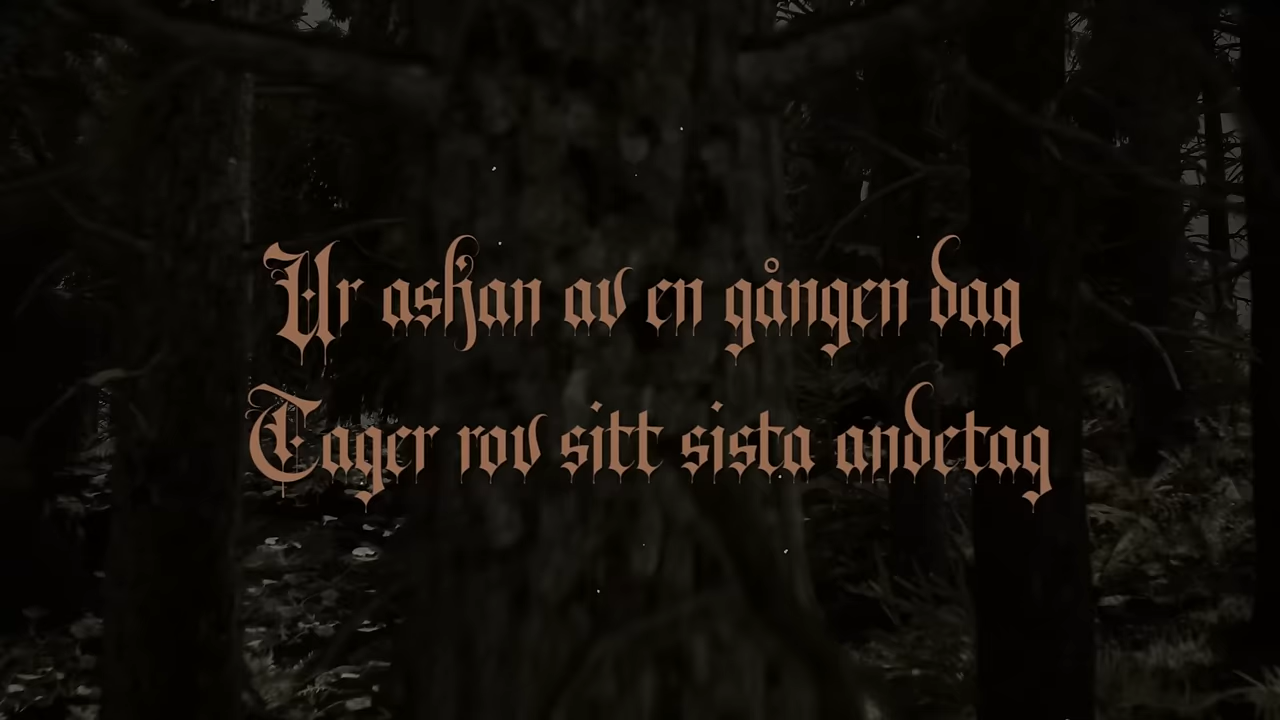 Ur askan av en gången dag
Tager rov sitt sista andetag